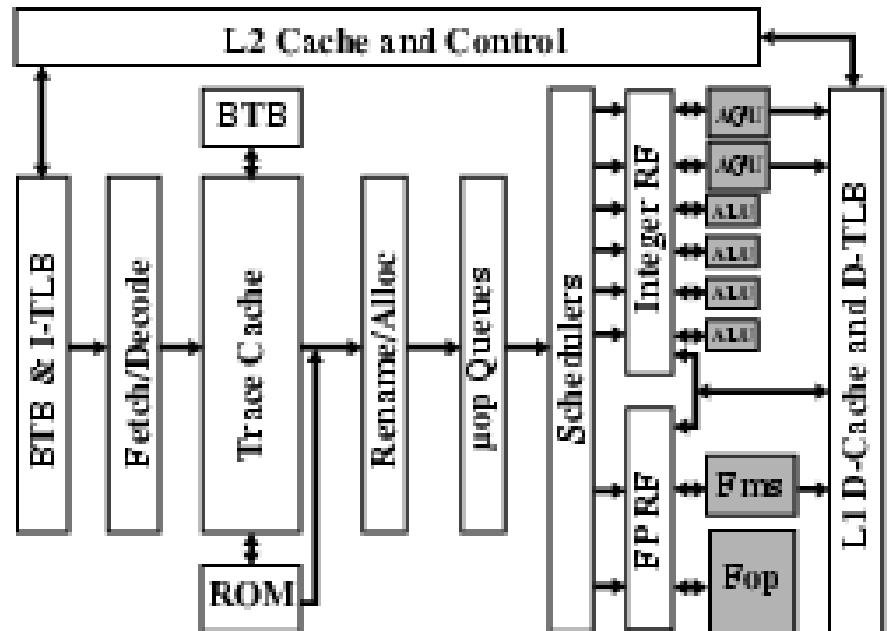 L2 Cache and Control
BTB
BTB & I-TLB
Fetch/Decode
Trace Cache
ROM
Rename/Alloc
µop Queues
Schedulers
Integer RF
FP RF
AGU
AGU
ALU
ALU
ALU
ALU
Fms
Fop
L1 D-Cache and D-TLB